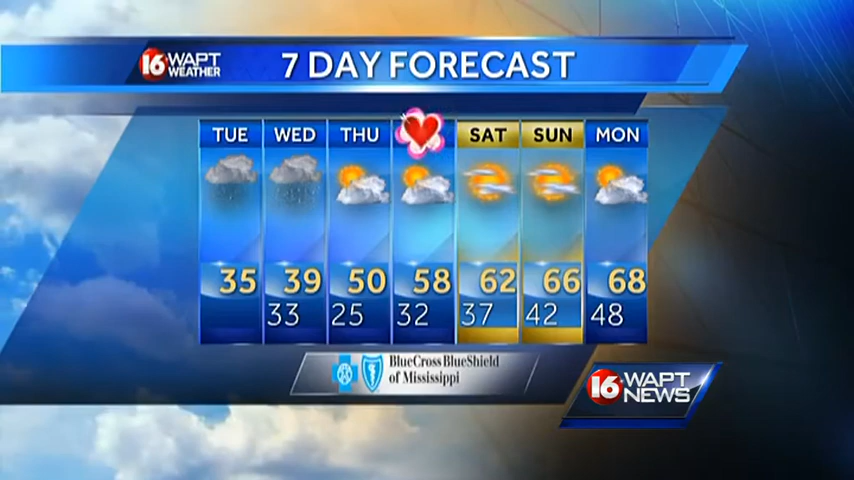 16 WAPT WEATHER
7 DAY FORECAST
TUE WED THU SAT SUN MON
35 39 50 58 62 66 68
33 25 32 37 42 48
BlueCross BlueShield
of Mississippi
16 WAPT
NEWS